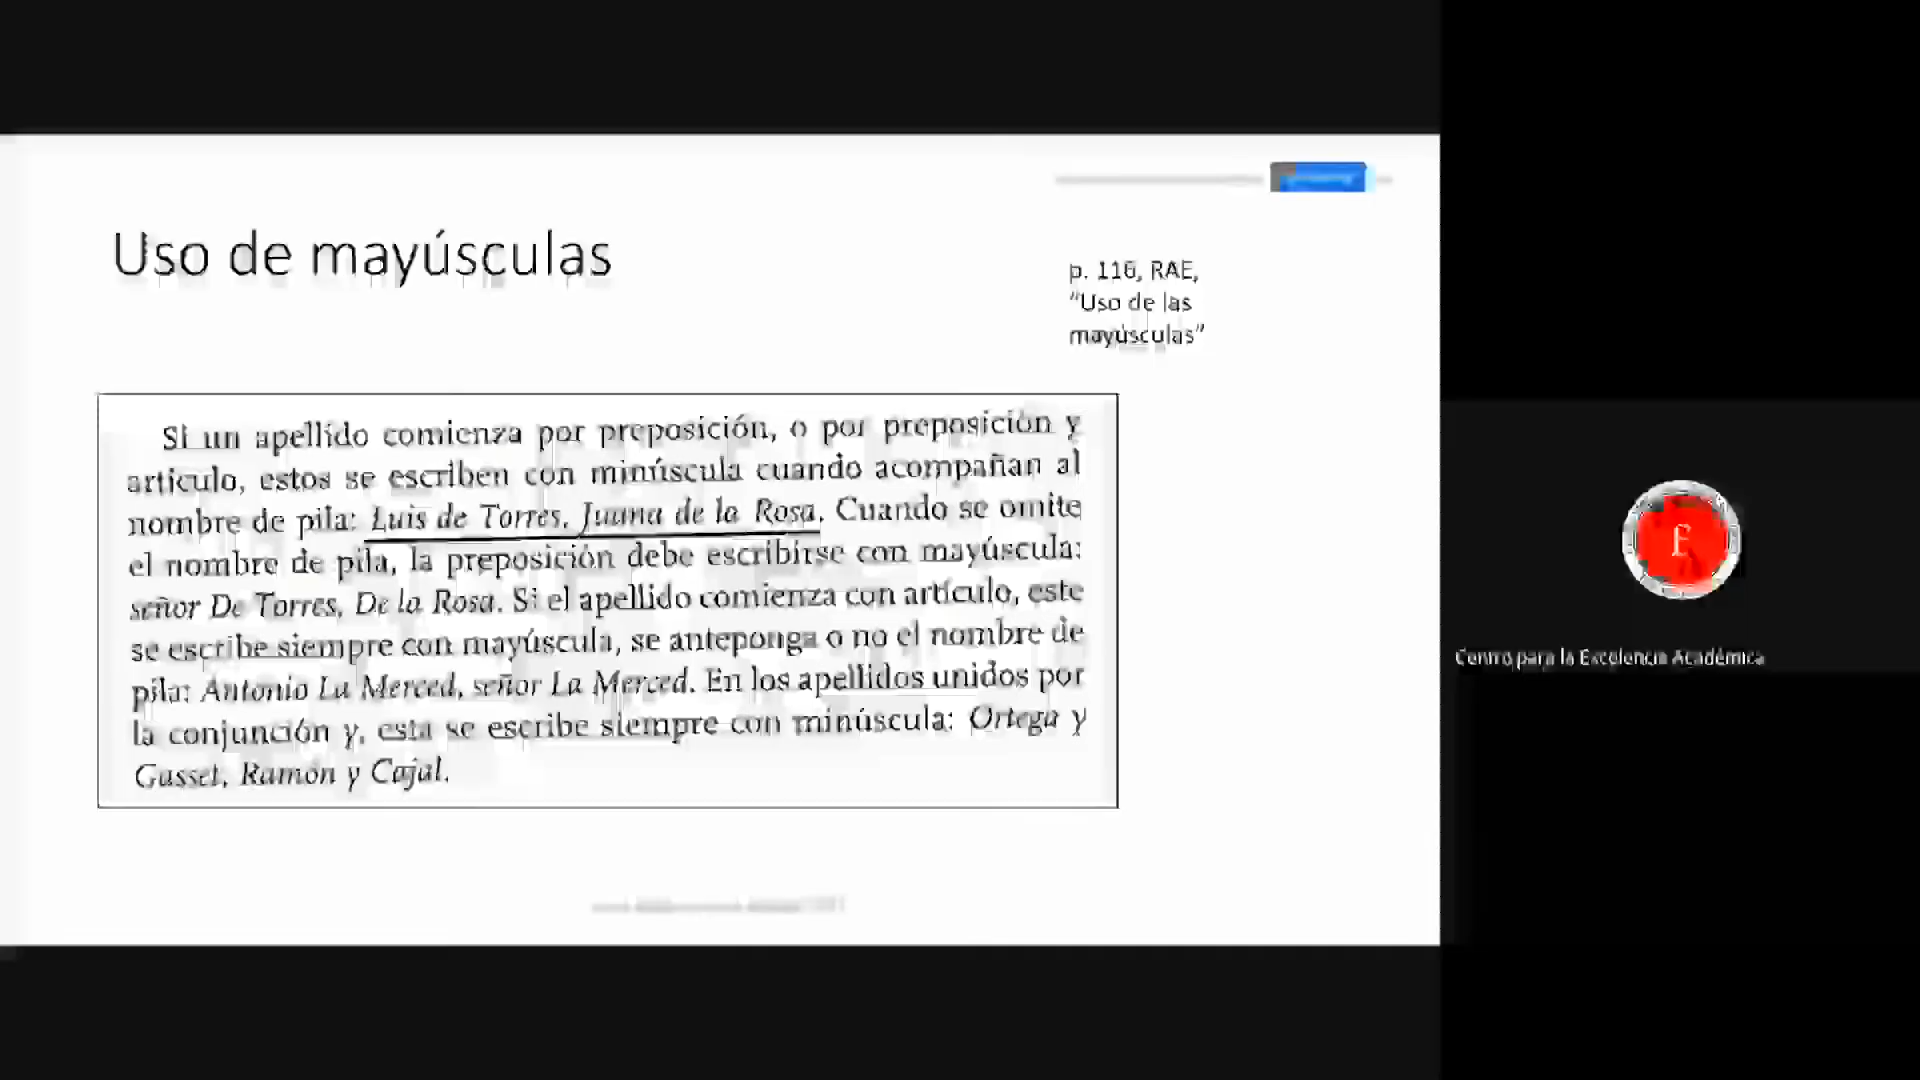 Uso de mayúsculas
p. 116, RAE,
“Uso de las
mayúsculas”
Si un apellido comienza por preposición, o por preposición y
artículo, estos se escriben con minúscula cuando acompañan al
nombre de pila: Luis de Torres, Juana de la Rosa. Cuando se omite
el nombre de pila, la preposición debe escribirse con mayúscula:
señor De Torres, De la Rosa. Si el apellido comienza con artículo, este
se escribe siempre con mayúscula, se anteponga o no el nombre de
pila: Antonio La Merced, señor La Merced. En los apellidos unidos por
la conjunción y, esta se escribe siempre con minúscula: Ortega y
Gasset, Ramón y Cajal.
Centro para la Excelencia Académica